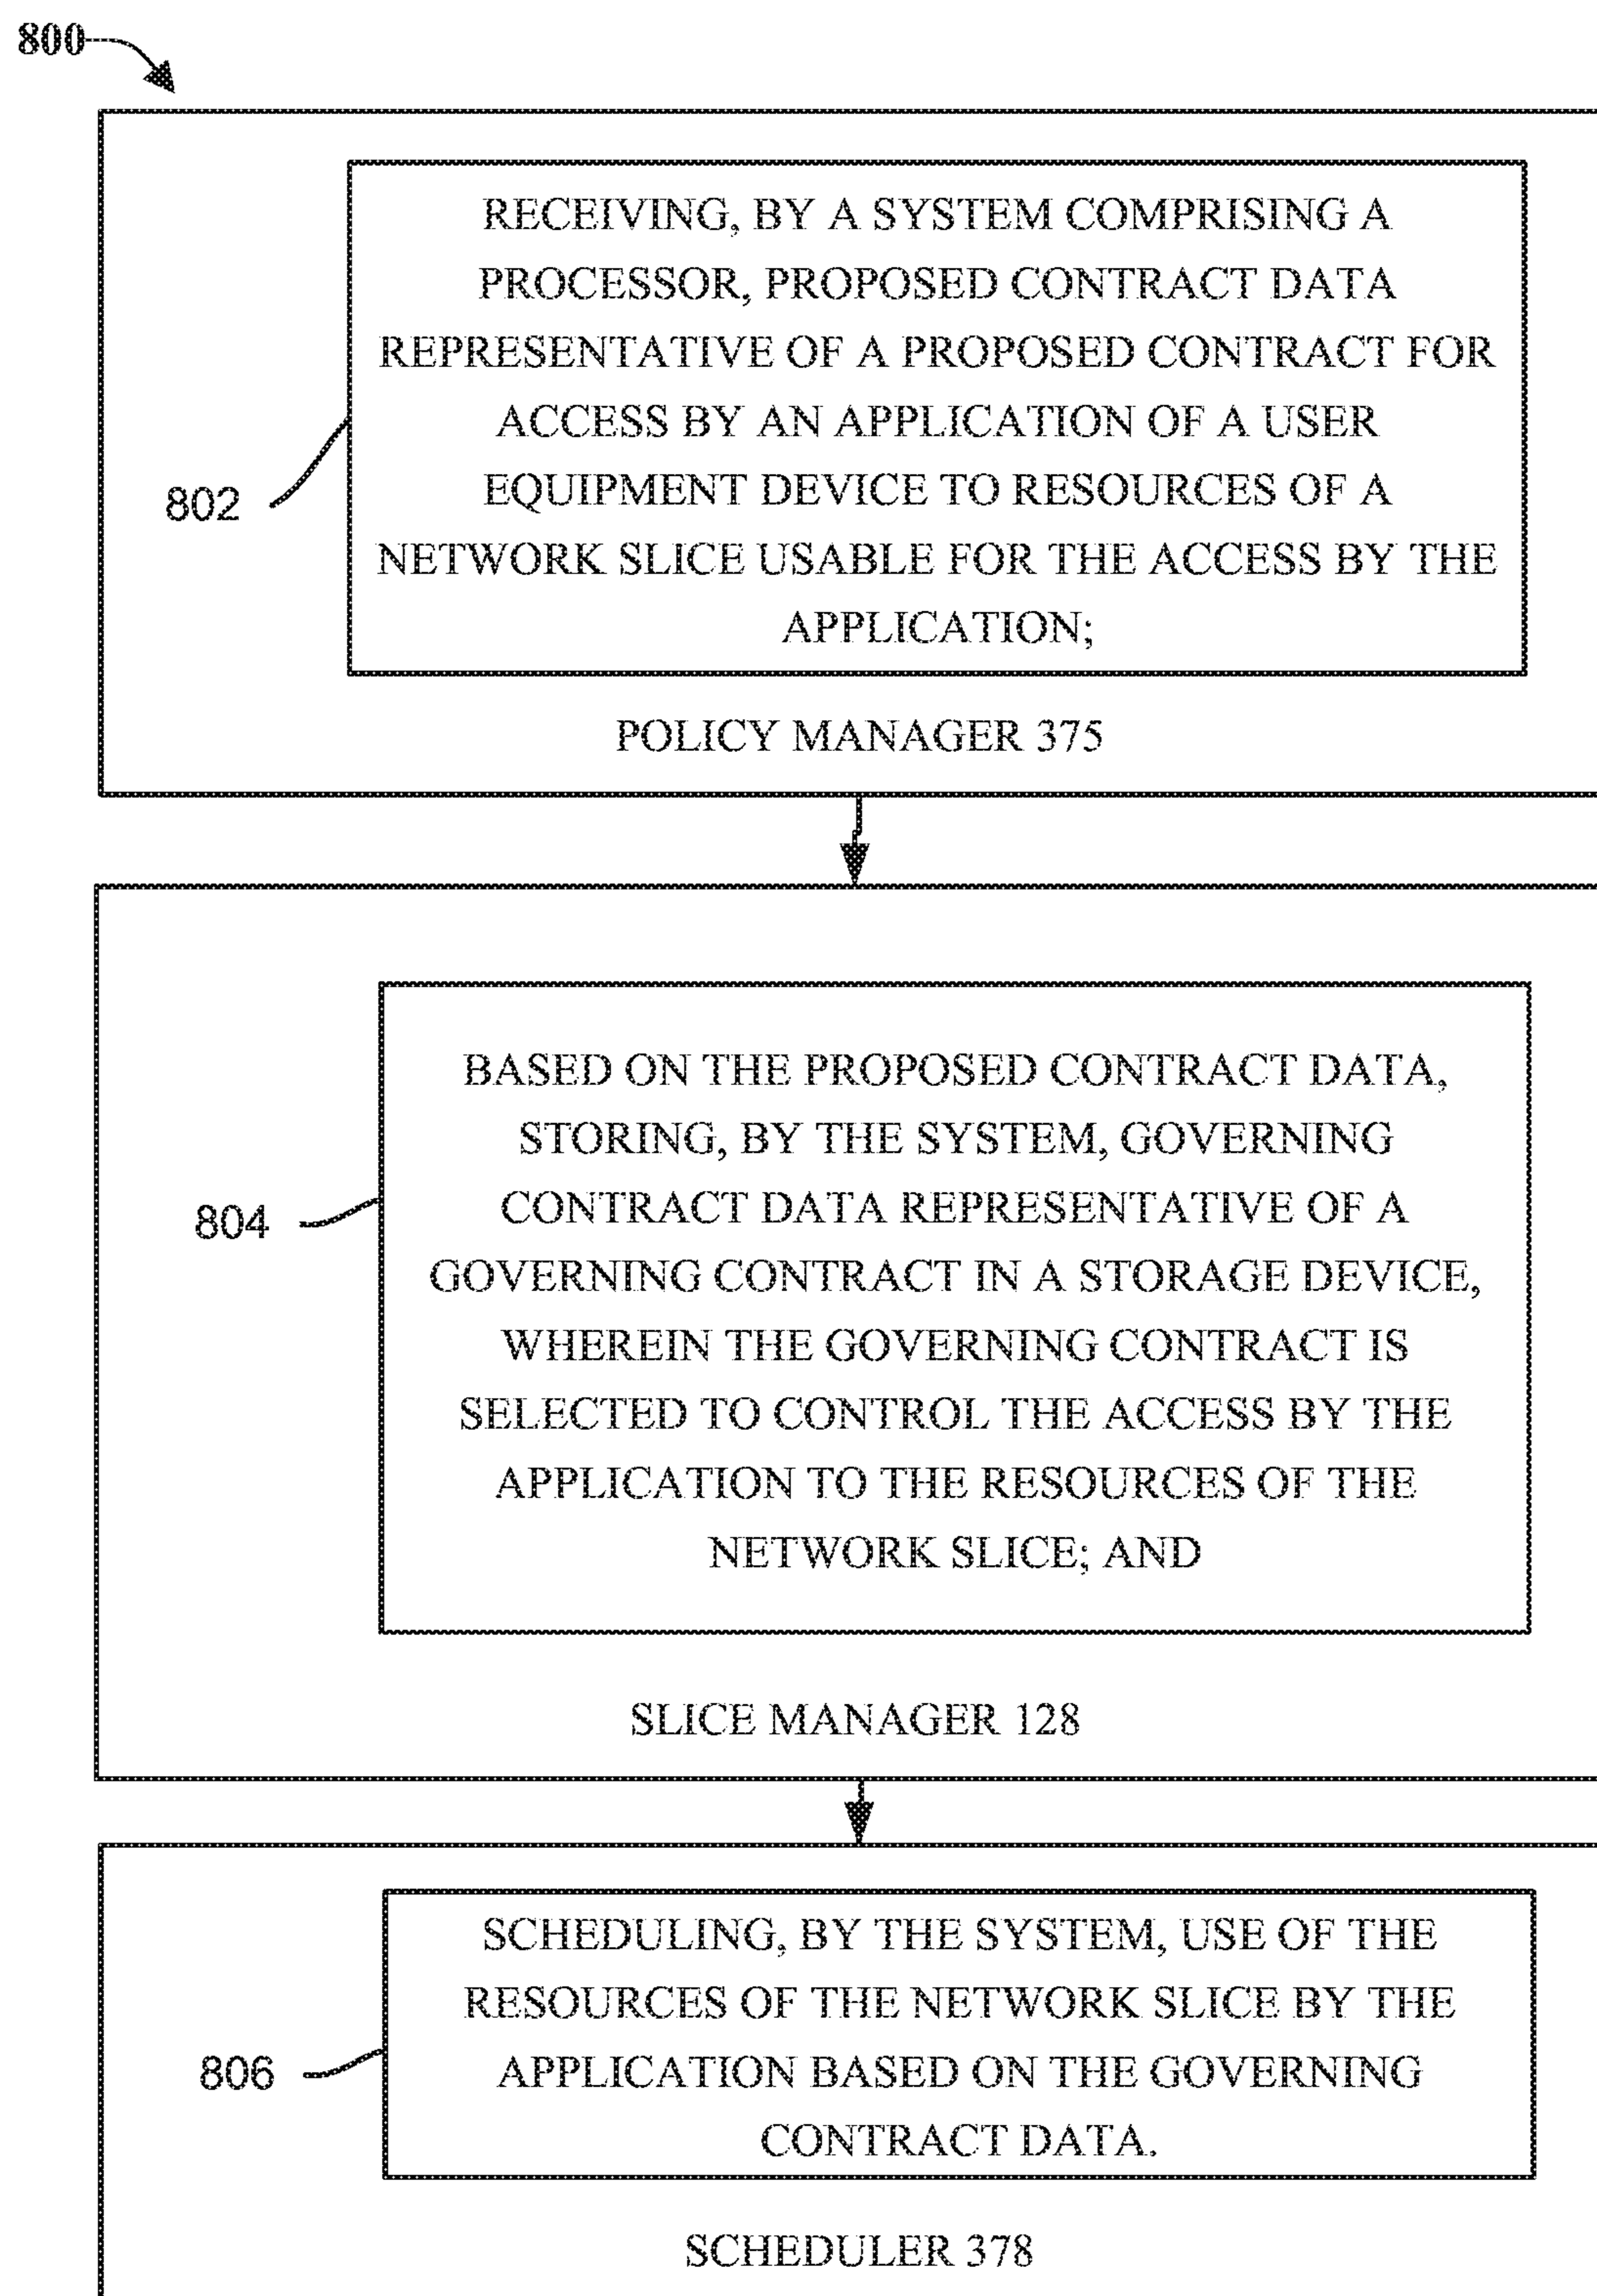 800
RECEIVING, BY A SYSTEM COMPRISING A
PROCESSOR, PROPOSED CONTRACT DATA
REPRESENTATIVE OF A PROPOSED CONTRACT FOR
ACCESS BY AN APPLICATION OF A USER
EQUIPMENT DEVICE TO RESOURCES OF A
NETWORK SLICE USABLE FOR THE ACCESS BY THE
APPLICATION;
802
POLICY MANAGER 375
BASED ON THE PROPOSED CONTRACT DATA,
STORING, BY THE SYSTEM, GOVERNING
CONTRACT DATA REPRESENTATIVE OF A
GOVERNING CONTRACT IN A STORAGE DEVICE,
WHEREIN THE GOVERNING CONTRACT IS
SELECTED TO CONTROL THE ACCESS BY THE
APPLICATION TO THE RESOURCES OF THE
NETWORK SLICE; AND
804
SLICE MANAGER 128
SCHEDULING, BY THE SYSTEM, USE OF THE
RESOURCES OF THE NETWORK SLICE BY THE
APPLICATION BASED ON THE GOVERNING
CONTRACT DATA.
806
SCHEDULER 378